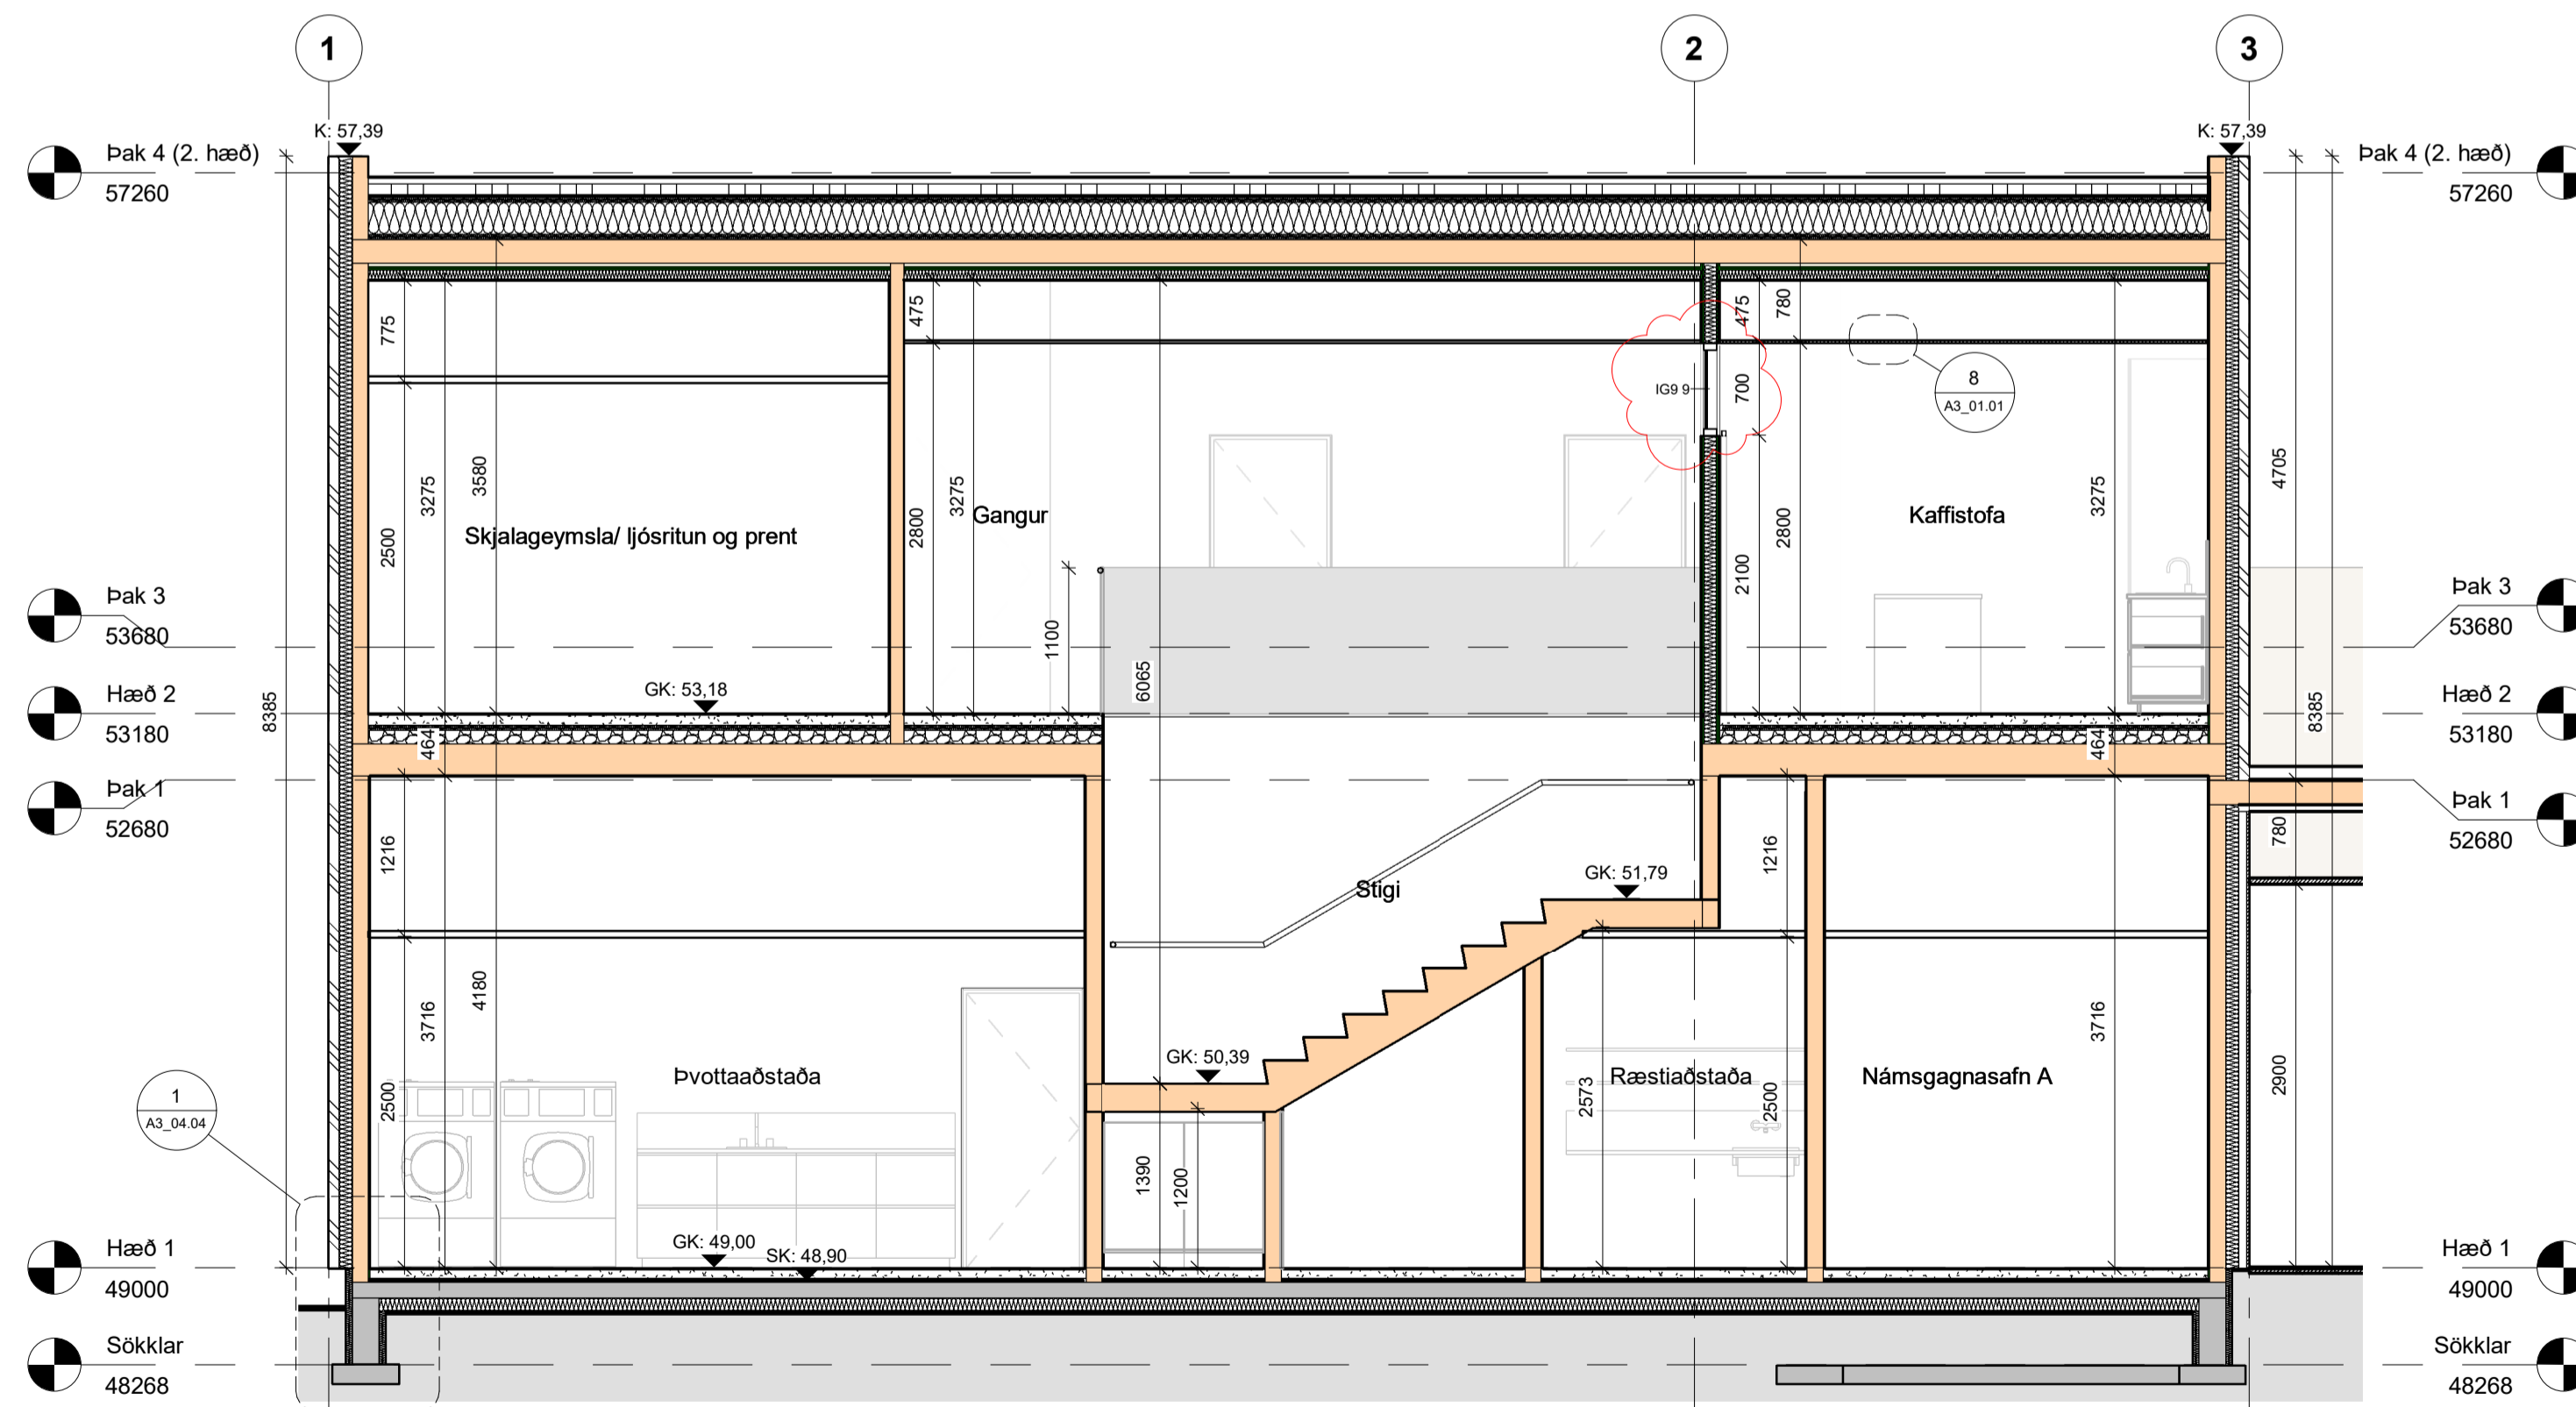 1
2
3
K: 57,39
K: 57,39
Þak 4 (2. hæð)
57260
Þak 4 (2. hæð)
57260
775
475
475
780
IG9 9
700
8
A3_01.01
2500
3275
3580
Skjalageymsla/ ljósritun og prent
2800
3275
Gangur
2100
2800
Kaffistofa
3275
4705
Þak 3
53680
1100
6065
Þak 3
53680
Hæð 2
53180
8385
GK: 53,18
464
464
8385
Hæð 2
53180
Þak 1
52680
Þak 1
52680
1216
Stigi
GK: 51,79
1216
780
3716
4180
2500
Þvottaaðstaða
GK: 50,39
1390
1200
2573
Ræstiaðstaða
2500
Námsgagnasafn A
3716
2900
1
A3_04.04
GK: 49,00
SK: 48,90
Hæð 1
49000
Hæð 1
49000
Sökklar
48268
Sökklar
48268